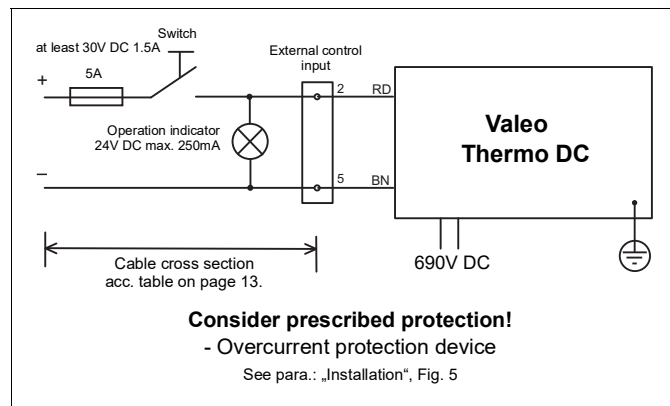 Switch
at least 30V DC 1.5A
External control
input
+
5A
2
RD
Valeo
Thermo DC
Operation indicator
24V DC max. 250mA
–
5
BN
690V DC
Cable cross section
acc. table on page 13.
Consider prescribed protection!
- Overcurrent protection device
See para.: „Installation“, Fig. 5